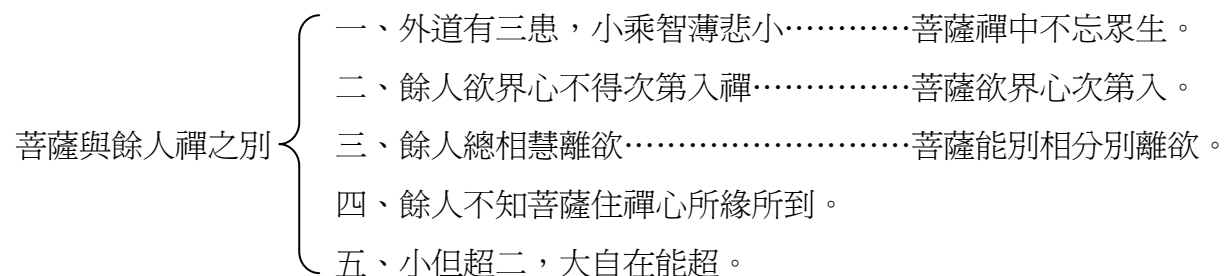 一、外道有三患，小乘智薄悲小…………菩薩禪中不忘眾生。
二、餘人欲界心不得次第入禪……………菩薩欲界心次第入。
菩薩與餘人禪之別
三、餘人總相慧離欲………………………菩薩能別相分別離欲。
四、餘人不知菩薩住禪心所緣所到。
五、小但超二，大自在能超。